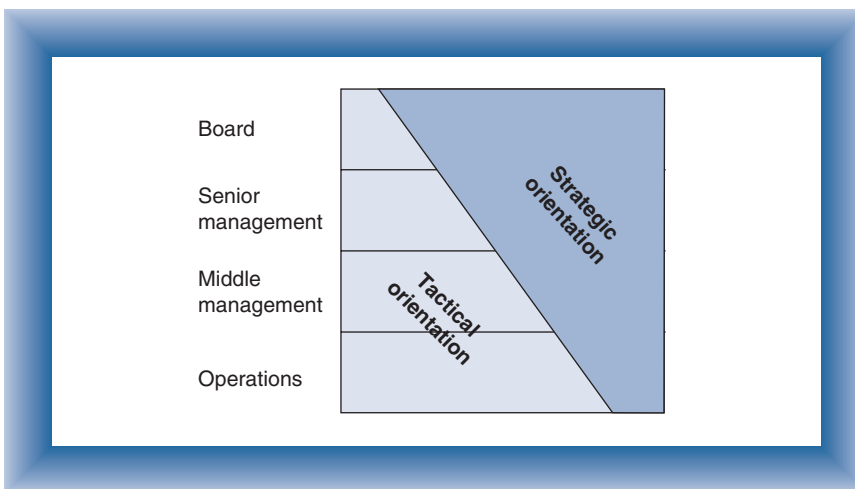 Board
Senior
management
Middle
management
Operations
Strategic
orientation
Tactical
orientation